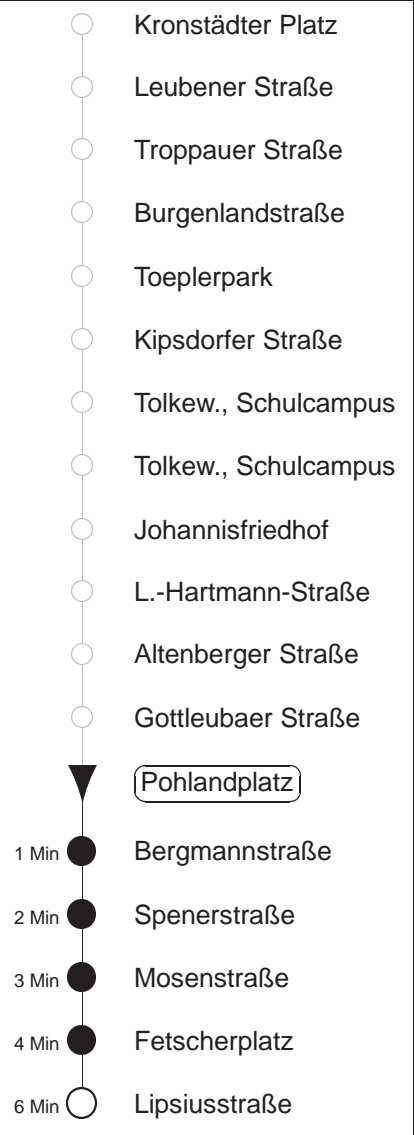 Kronstädter Platz
Leubener Straße
Troppauer Straße
Burgenlandstraße
Toeplerpark
Kipsdorfer Straße
Tolkew., Schulcampus
Tolkew., Schulcampus
Johannisfriedhof
L.-Hartmann-Straße
Altenberger Straße
Gottleubaer Straße
Pohlandplatz
1 Min Bergmannstraße
2 Min Spenerstraße
3 Min Mosenstraße
4 Min Fetscherplatz
6 Min Lipsiusstraße